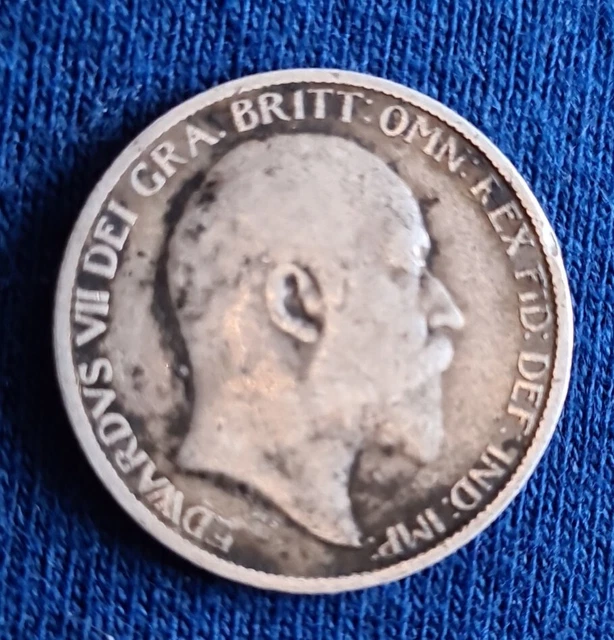 EDWARDVS VII DEI GRA: BRITT: OMN: REX FID: DEF: IND: IMP: